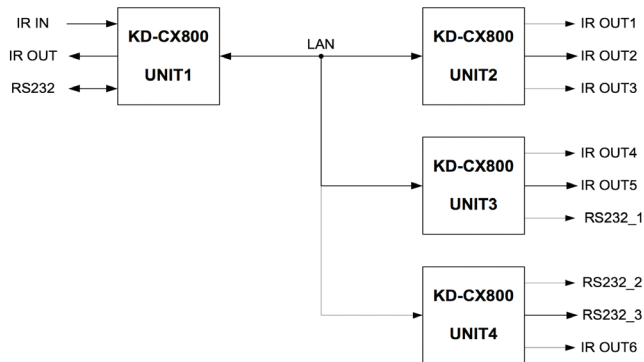 IR IN
IR OUT
RS232
KD-CX800
UNIT1
LAN
KD-CX800
UNIT2
IR OUT1
IR OUT2
IR OUT3
KD-CX800
UNIT3
IR OUT4
IR OUT5
RS232_1
KD-CX800
UNIT4
RS232_2
RS232_3
IR OUT6